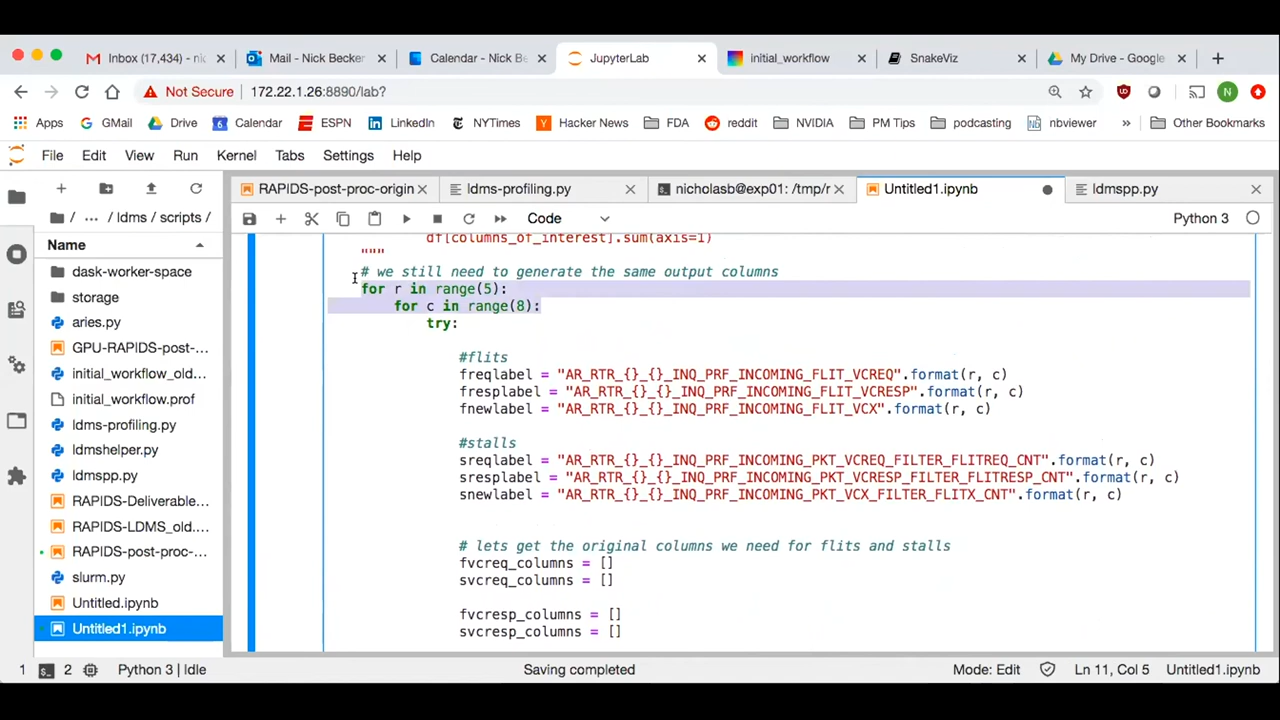 Inbox (17,434) - ni
Mail - Nick Becker
Calendar - Nick Be
JupyterLab
initial_workflow
SnakeViz
My Drive - Google
Not Secure
172.22.1.26:8890/lab?
Apps
GMail
Drive
Calendar
ESPN
LinkedIn
NYTimes
Hacker News
FDA
reddit
NVIDIA
PM Tips
podcasting
nbviewer
»
Other Bookmarks
File
Edit
View
Run
Kernel
Tabs
Settings
Help
RAPIDS-post-proc-origin
ldms-profiling.py
nicholasb@exp01: /tmp/r
Untitled1.ipynb
ldmspp.py
/ ... / ldms / scripts /
Code
Python 3
Name
dask-worker-space
storage
aries.py
GPU-RAPIDS-post-...
initial_workflow_old...
initial_workflow.prof
ldms-profiling.py
ldmshelper.py
ldmspp.py
RAPIDS-Deliverable...
RAPIDS-LDMS_old....
RAPIDS-post-proc-...
slurm.py
Untitled.ipynb
Untitled1.ipynb
df[columns_of_interest].sum(axis=1)
"""
# we still need to generate the same output columns
for r in range(5):
for c in range(8):
try:
#flits
freqlabel = "AR_RTR_{}_{}_INQ_PRF_INCOMING_FLIT_VCREQ".format(r, c)
fresplabel = "AR_RTR_{}_{}_INQ_PRF_INCOMING_FLIT_VCRESP".format(r, c)
fnewlabel = "AR_RTR_{}_{}_INQ_PRF_INCOMING_FLIT_VCX".format(r, c)
#stalls
sreqlabel = "AR_RTR_{}_{}_INQ_PRF_INCOMING_PKT_VCREQ_FILTER_FLITREQ_CNT".format(r, c)
sresplabel = "AR_RTR_{}_{}_INQ_PRF_INCOMING_PKT_VCRESP_FILTER_FLITRESP_CNT".format(r, c)
snewlabel = "AR_RTR_{}_{}_INQ_PRF_INCOMING_PKT_VCX_FILTER_FLITX_CNT".format(r, c)
# lets get the original columns we need for flits and stalls
fvcreq_columns = []
svcreq_columns = []
fvcresp_columns = []
svcresp_columns = []
1
2
Python 3 | Idle
Saving completed
Mode: Edit
Ln 11, Col 5
Untitled1.ipynb